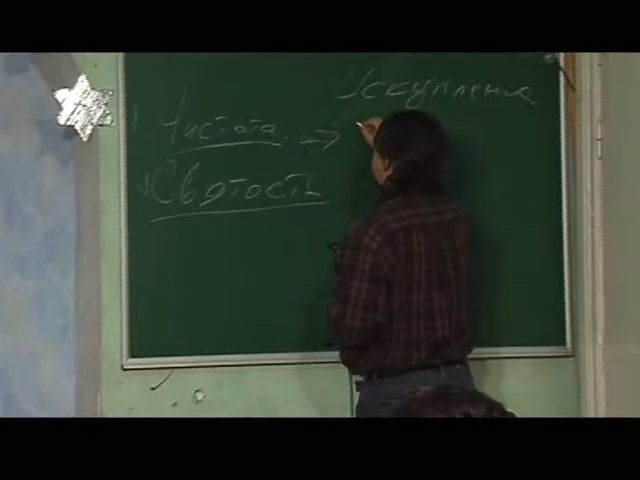 Искупление
Чистота ⇒
Святость